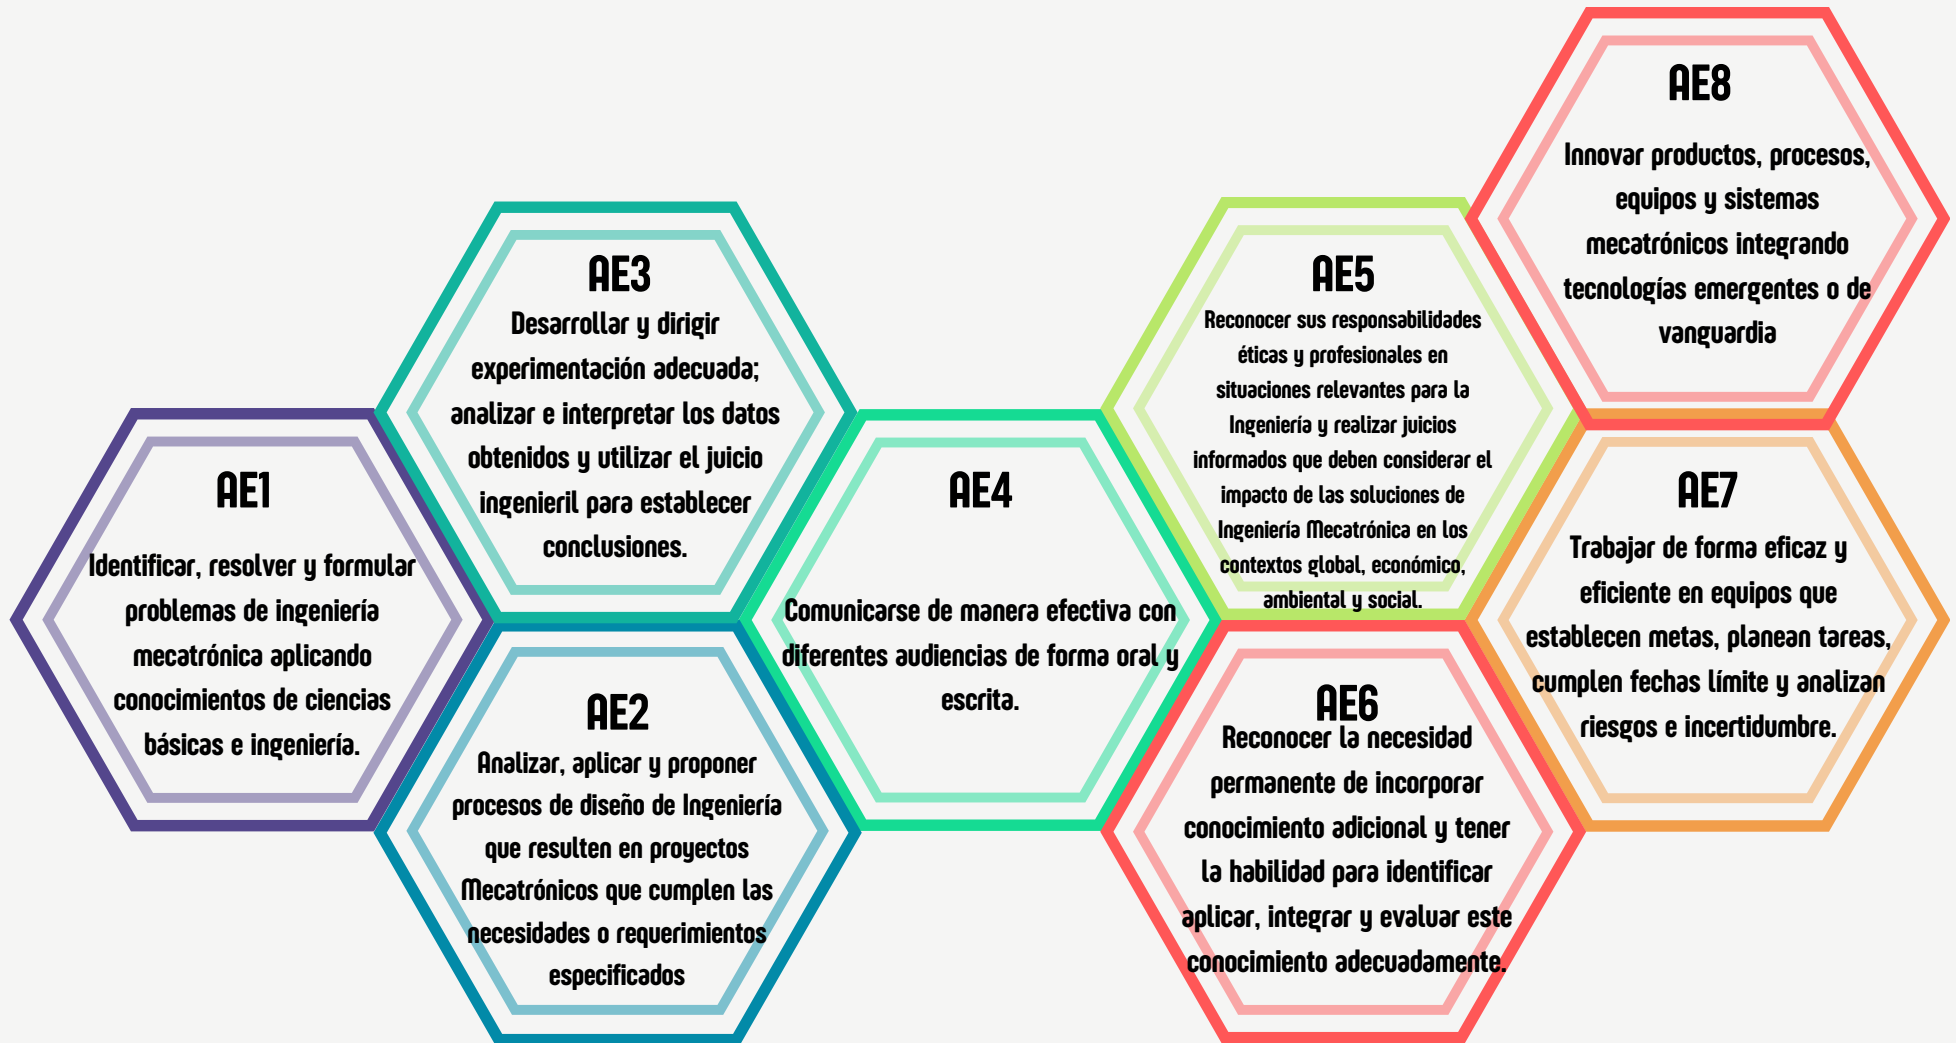 AE1
Identificar, resolver y formular
problemas de ingeniería
mecatrónica aplicando
conocimientos de ciencias
básicas e ingeniería.
AE2
Analizar, aplicar y proponer
procesos de diseño de Ingeniería
que resulten en proyectos
Mecatrónicos que cumplen las
necesidades o requerimientos
especificados
AE3
Desarrollar y dirigir
experimentación adecuada;
analizar e interpretar los datos
obtenidos y utilizar el juicio
ingenieril para establecer
conclusiones.
AE4
Comunicarse de manera efectiva con
diferentes audiencias de forma oral y
escrita.
AE5
Reconocer sus responsabilidades
éticas y profesionales en
situaciones relevantes para la
Ingeniería y realizar juicios
informados que deben considerar el
impacto de las soluciones de
Ingeniería Mecatrónica en los
contextos global, económico,
ambiental y social.
AE6
Reconocer la necesidad
permanente de incorporar
conocimiento adicional y tener
la habilidad para identificar
aplicar, integrar y evaluar este
conocimiento adecuadamente.
AE7
Trabajar de forma eficaz y
eficiente en equipos que
establecen metas, planean tareas,
cumplen fechas límite y analizan
riesgos e incertidumbre.
AE8
Innovar productos, procesos,
equipos y sistemas
mecatrónicos integrando
tecnologías emergentes o de
vanguardia